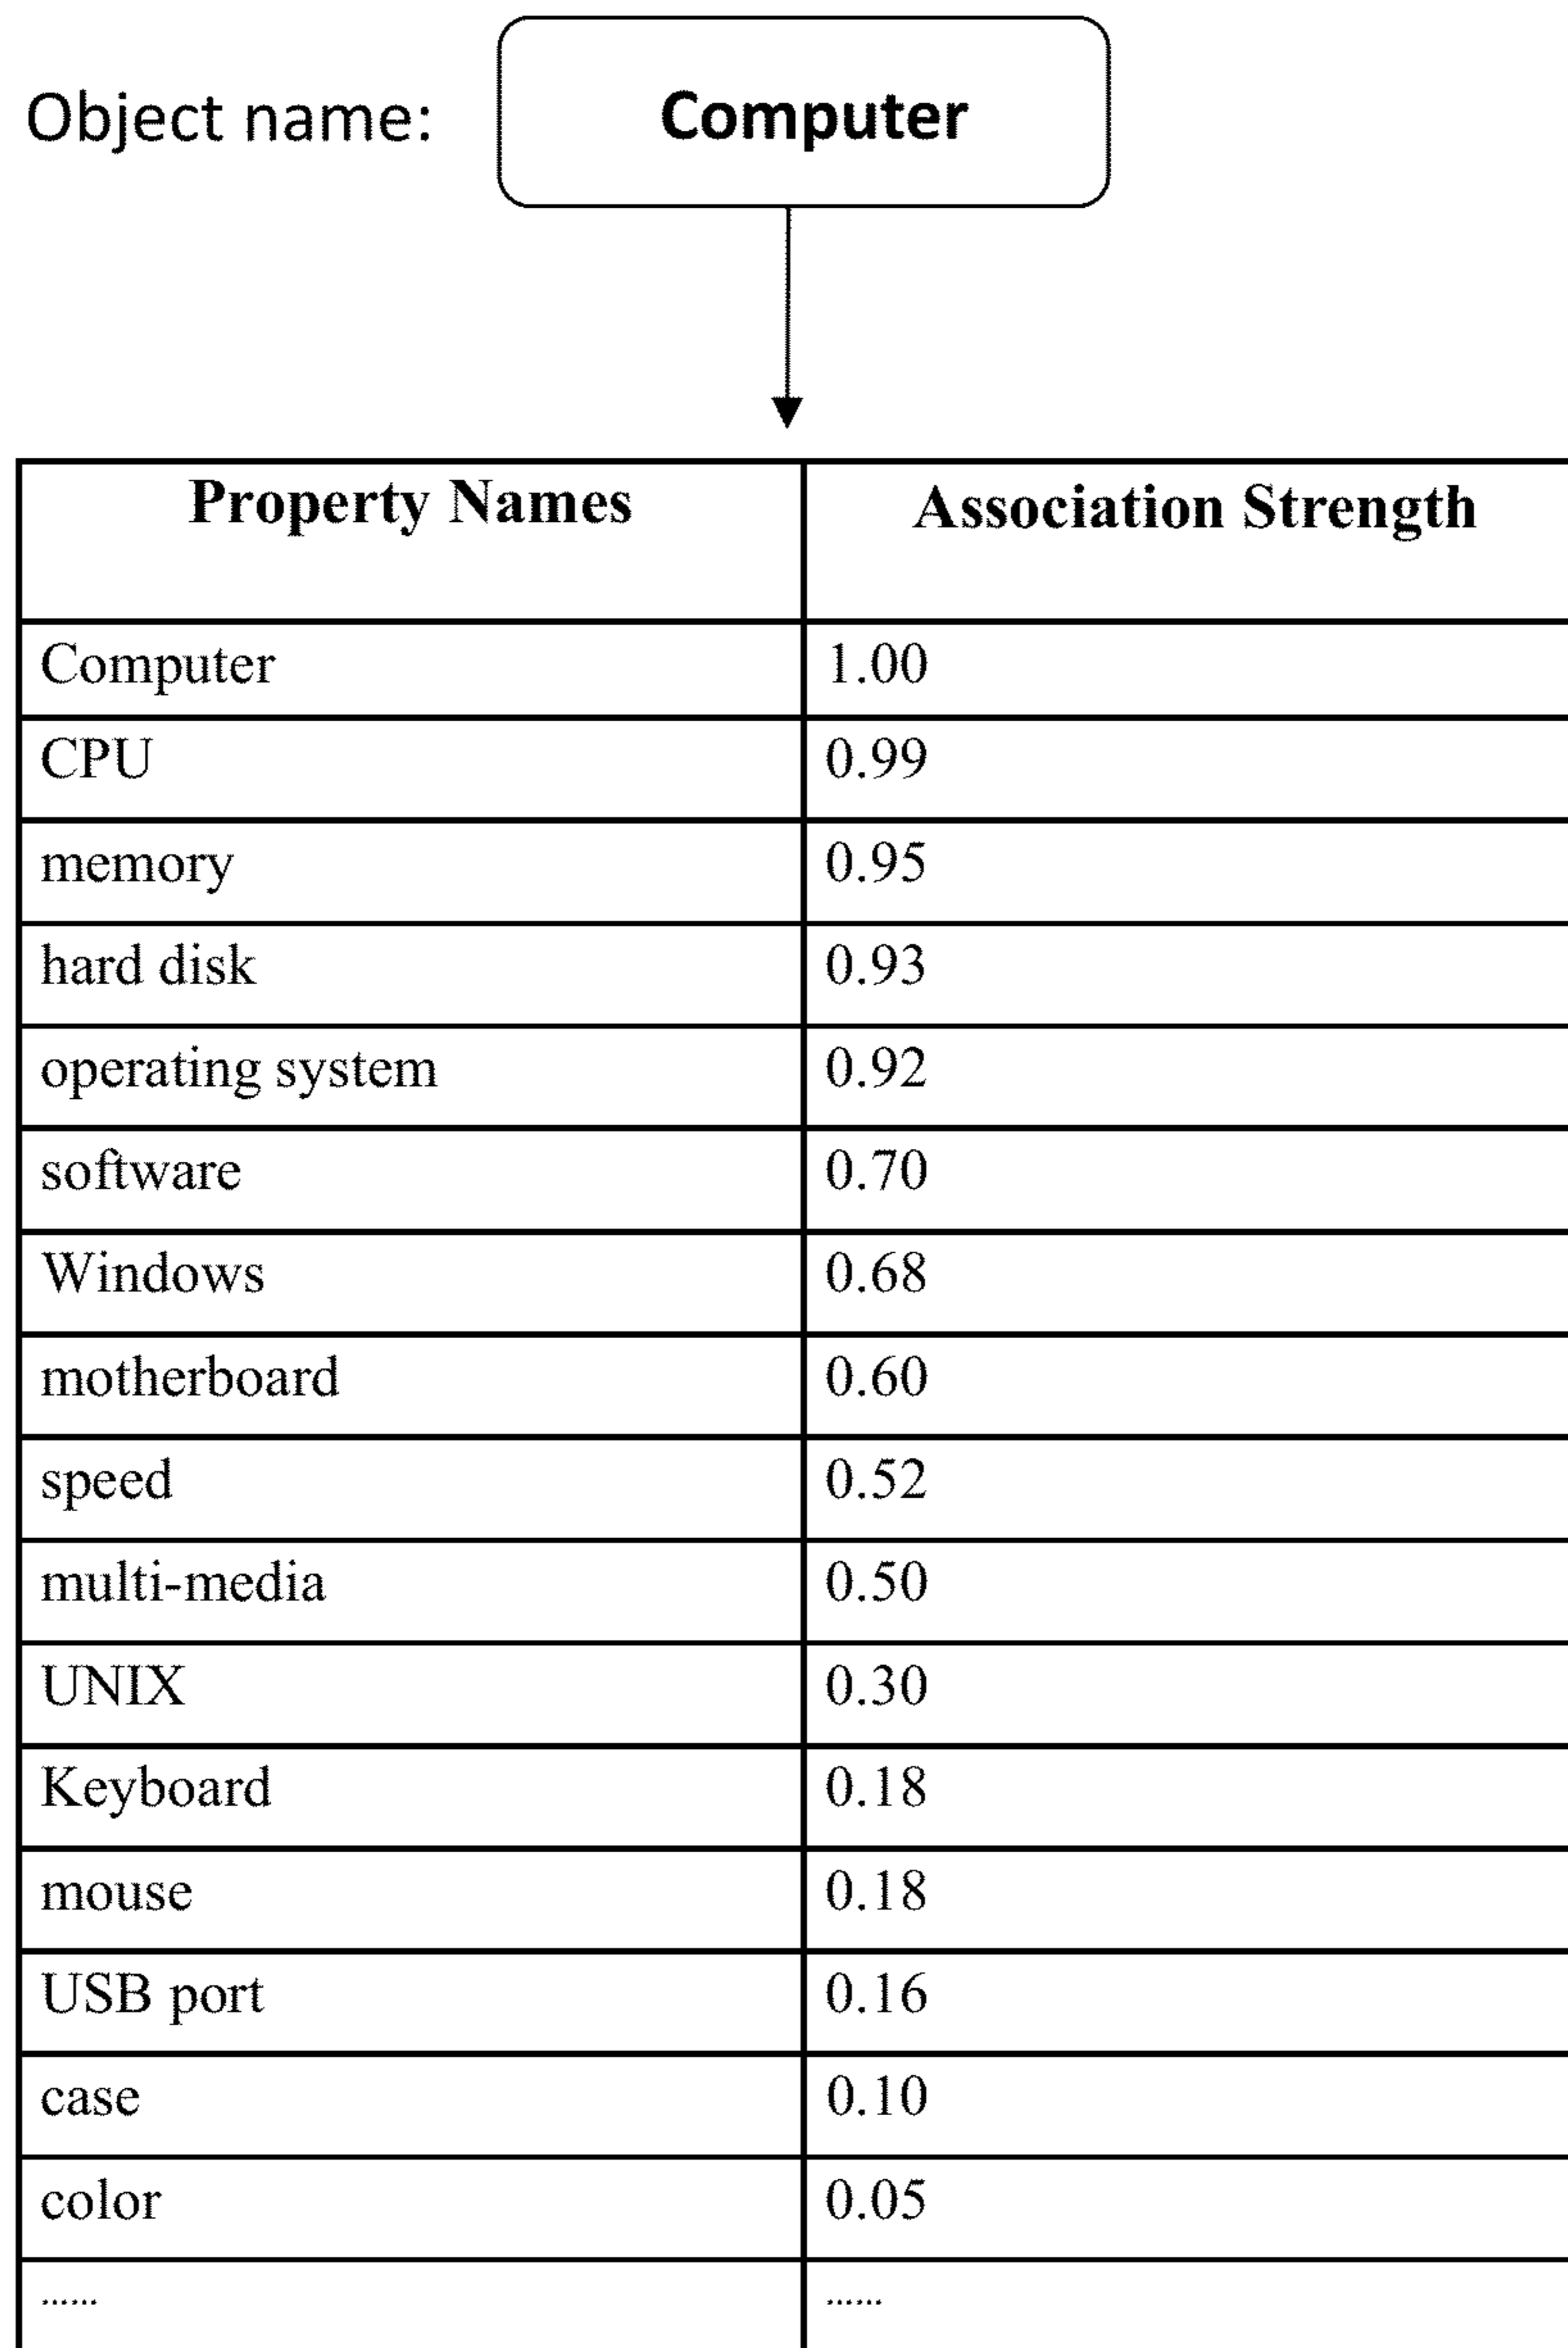 Object name: Computer
Property Names Association Strength
Computer 1.00
CPU 0.99
memory 0.95
hard disk 0.93
operating system 0.92
software 0.70
Windows 0.68
motherboard 0.60
speed 0.52
multi-media 0.50
UNIX 0.30
Keyboard 0.18
mouse 0.18
USB port 0.16
case 0.10
color 0.05
...... ......